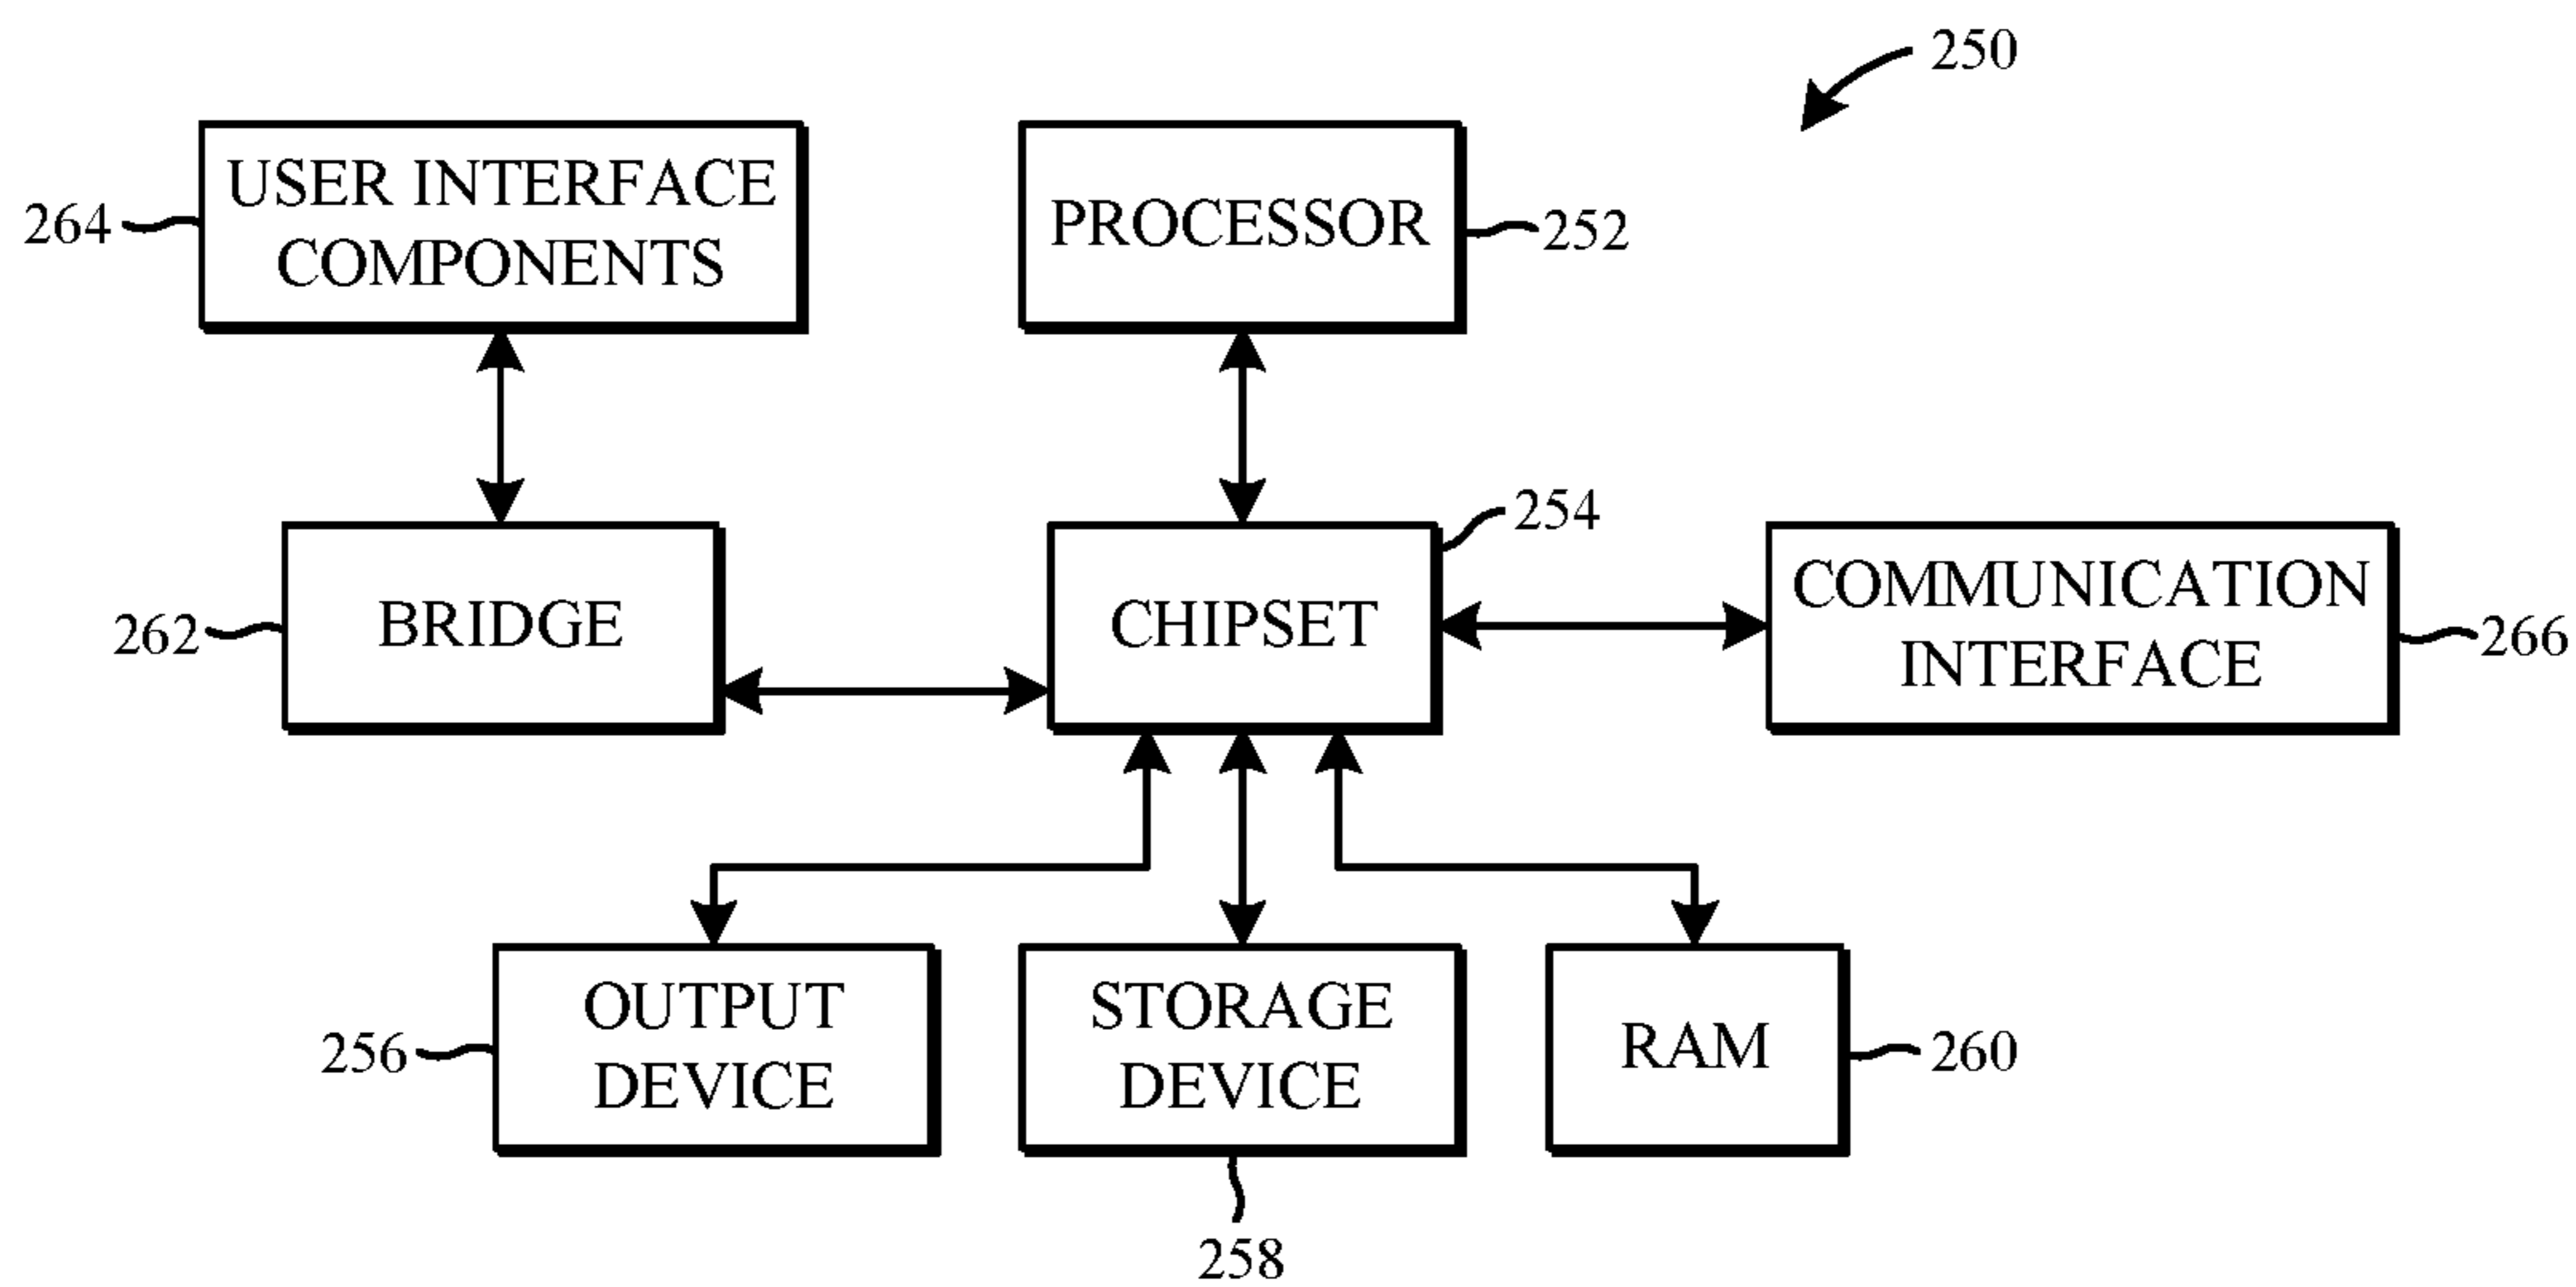 250
USER INTERFACE
COMPONENTS
264
PROCESSOR
252
254
BRIDGE
262
CHIPSET
COMMUNICATION
INTERFACE
266
OUTPUT
DEVICE
256
STORAGE
DEVICE
258
RAM
260